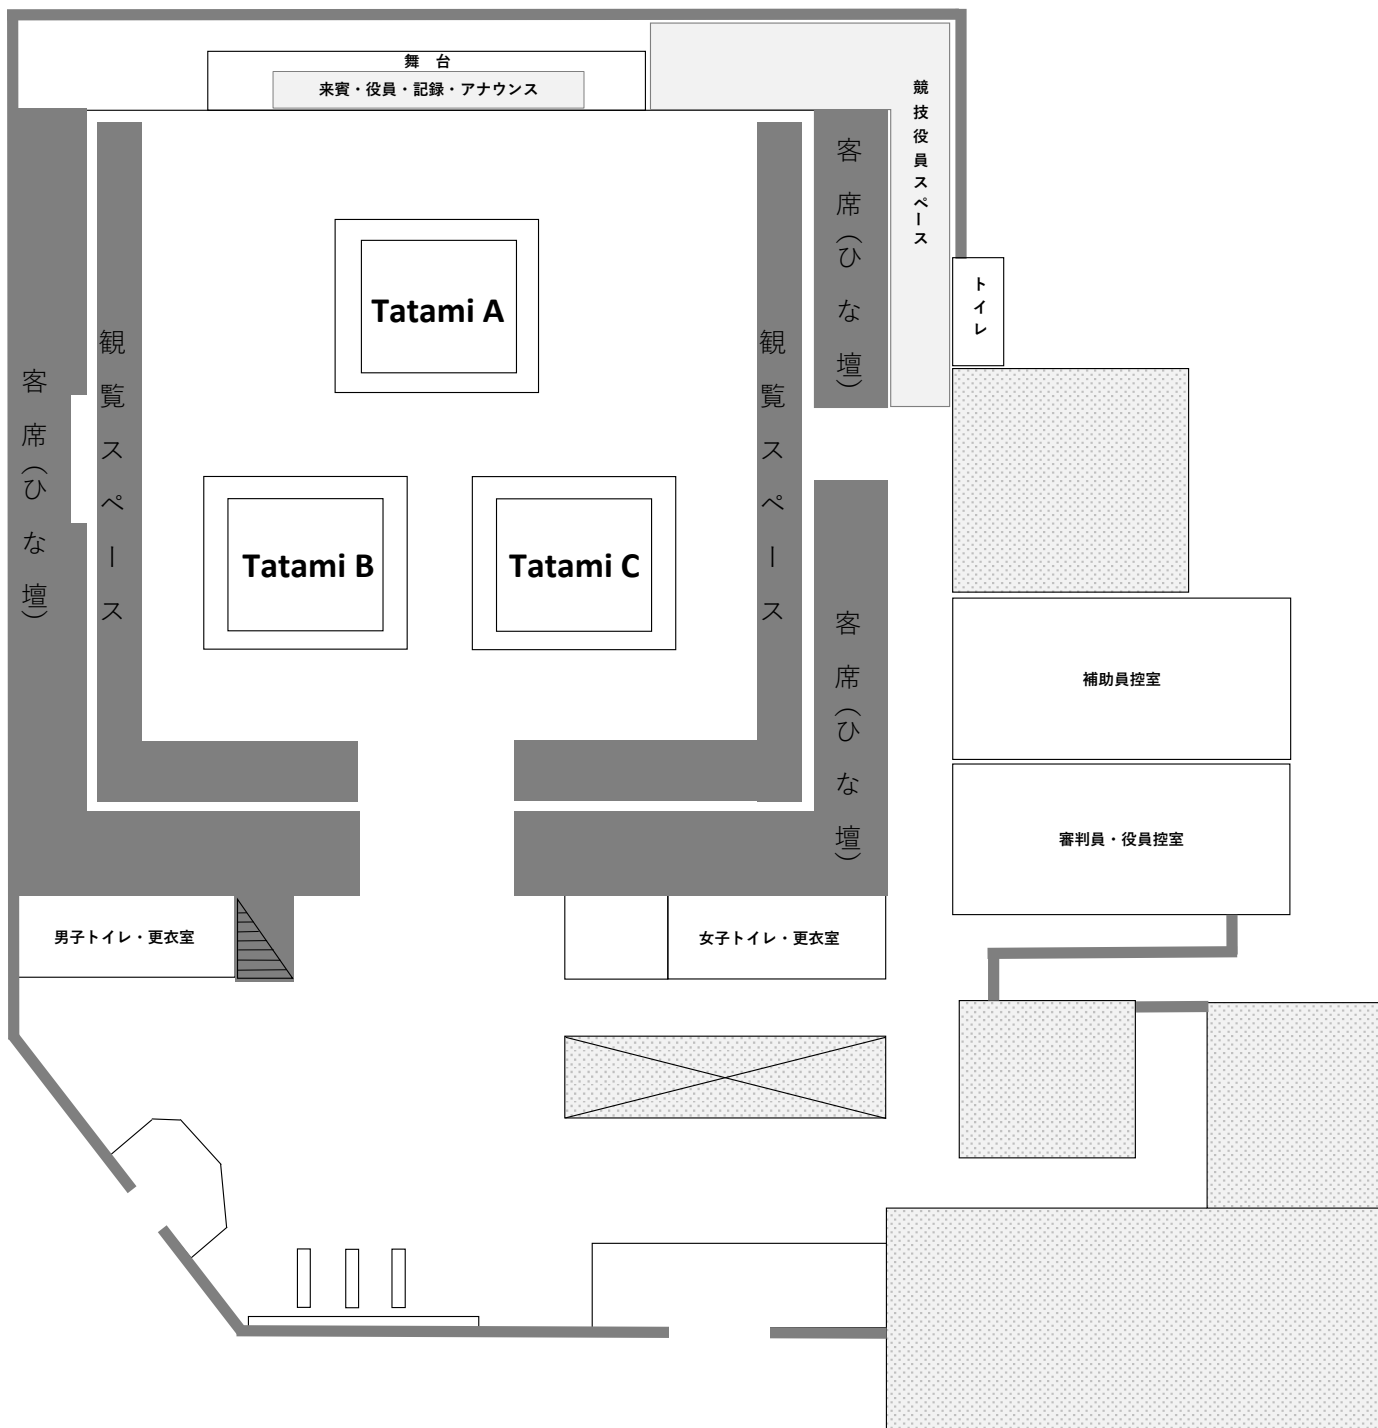 舞 台
来賓・役員・記録・アナウンス
競技役員スペース
客席(ひな壇)
トイレ
Tatami A
観覧スペース
観覧スペース
客席(ひな壇)
Tatami B
Tatami C
客席(ひな壇)
補助員控室
審判員・役員控室
男子トイレ・更衣室
女子トイレ・更衣室